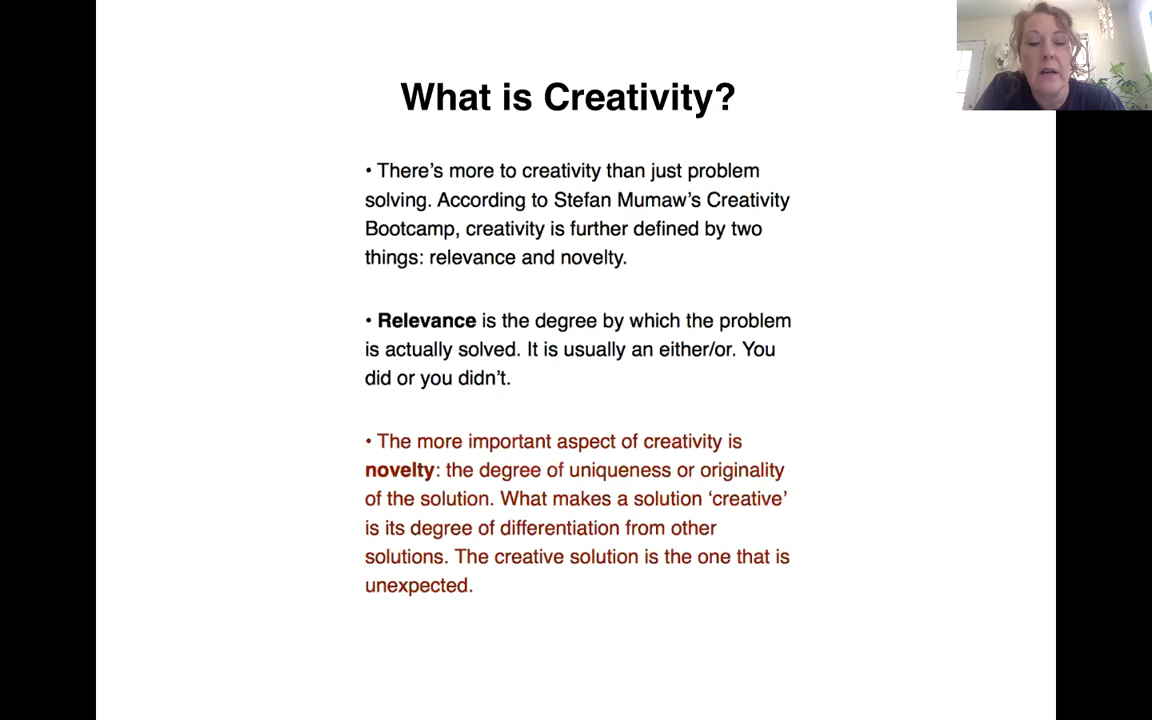 What is Creativity?
• There’s more to creativity than just problem
solving. According to Stefan Mumaw’s Creativity
Bootcamp, creativity is further defined by two
things: relevance and novelty.
• Relevance is the degree by which the problem
is actually solved. It is usually an either/or. You
did or you didn’t.
• The more important aspect of creativity is
novelty: the degree of uniqueness or originality
of the solution. What makes a solution ‘creative’
is its degree of differentiation from other
solutions. The creative solution is the one that is
unexpected.